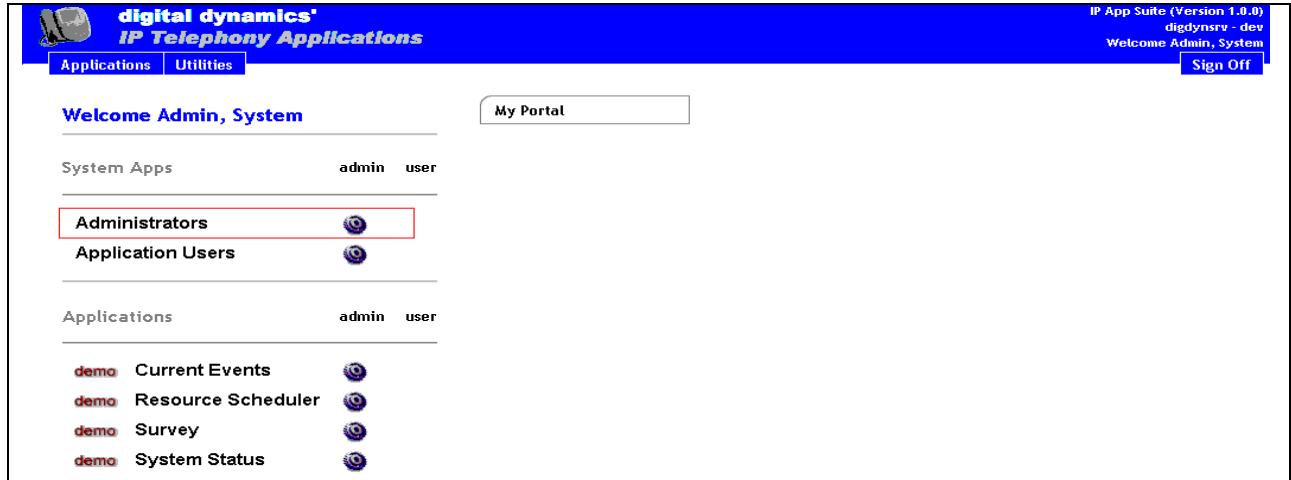 digital dynamics'
IP Telephony Applications
IP App Suite (Version 1.0.0)
digdynsrv - dev
Welcome Admin, System
Applications Utilities
Sign Off
Welcome Admin, System
My Portal
System Apps admin user
Administrators
Application Users
Applications admin user
demo Current Events
demo Resource Scheduler
demo Survey
demo System Status